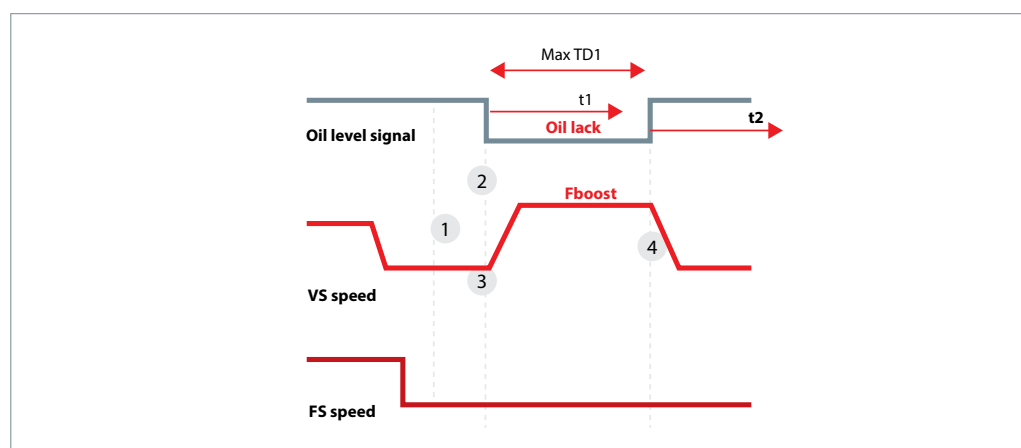 Max TD1
t1
Oil lack
t2
Oil level signal
2
Fboost
1
4
3
VS speed
FS speed